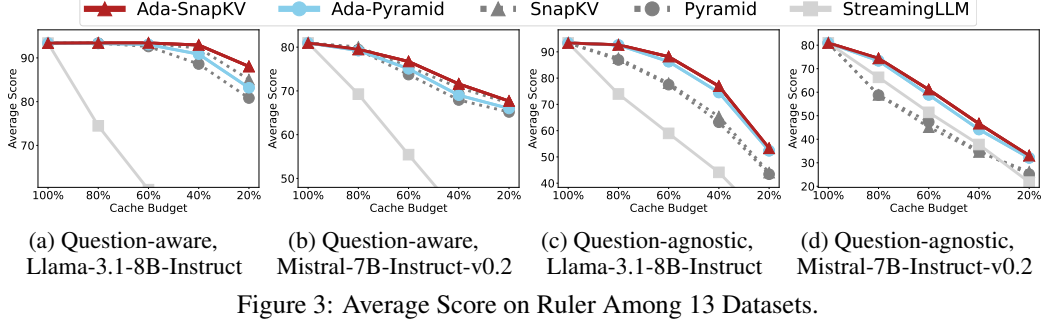 Ada-SnapKV Ada-Pyramid SnapKV Pyramid StreamingLLM
Average Score
90
80
70
100% 80% 60% 40% 20%
Cache Budget
Average Score
80
70
60
50
100% 80% 60% 40% 20%
Cache Budget
Average Score
90
80
70
60
50
40
100% 80% 60% 40% 20%
Cache Budget
Average Score
80
70
60
50
40
30
20
100% 80% 60% 40% 20%
Cache Budget
(a) Question-aware,
Llama-3.1-8B-Instruct
(b) Question-aware,
Mistral-7B-Instruct-v0.2
(c) Question-agnostic,
Llama-3.1-8B-Instruct
(d) Question-agnostic,
Mistral-7B-Instruct-v0.2
Figure 3: Average Score on Ruler Among 13 Datasets.